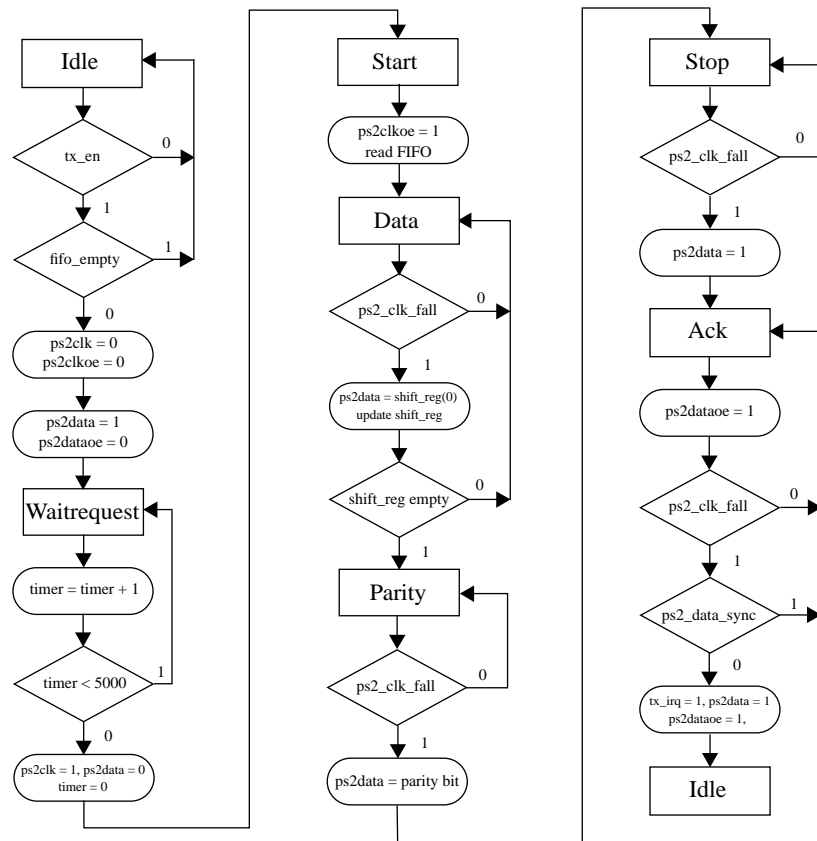 Idle
tx_en
0
1
fifo_empty
1
0
ps2clk = 0
ps2clkoe = 0
ps2data = 1
ps2dataoe = 0
Waitrequest
timer = timer + 1
timer < 5000
1
0
ps2clk = 1, ps2data = 0
timer = 0
Start
ps2clkoe = 1
read FIFO
Data
ps2_clk_fall
0
1
ps2data = shift_reg(0)
update shift_reg
shift_reg empty
0
1
Parity
ps2_clk_fall
0
1
ps2data = parity bit
Stop
ps2_clk_fall
0
1
ps2data = 1
Ack
ps2dataoe = 1
ps2_clk_fall
0
1
ps2_data_sync
1
0
tx_irq = 1, ps2data = 1
ps2dataoe = 1,
Idle